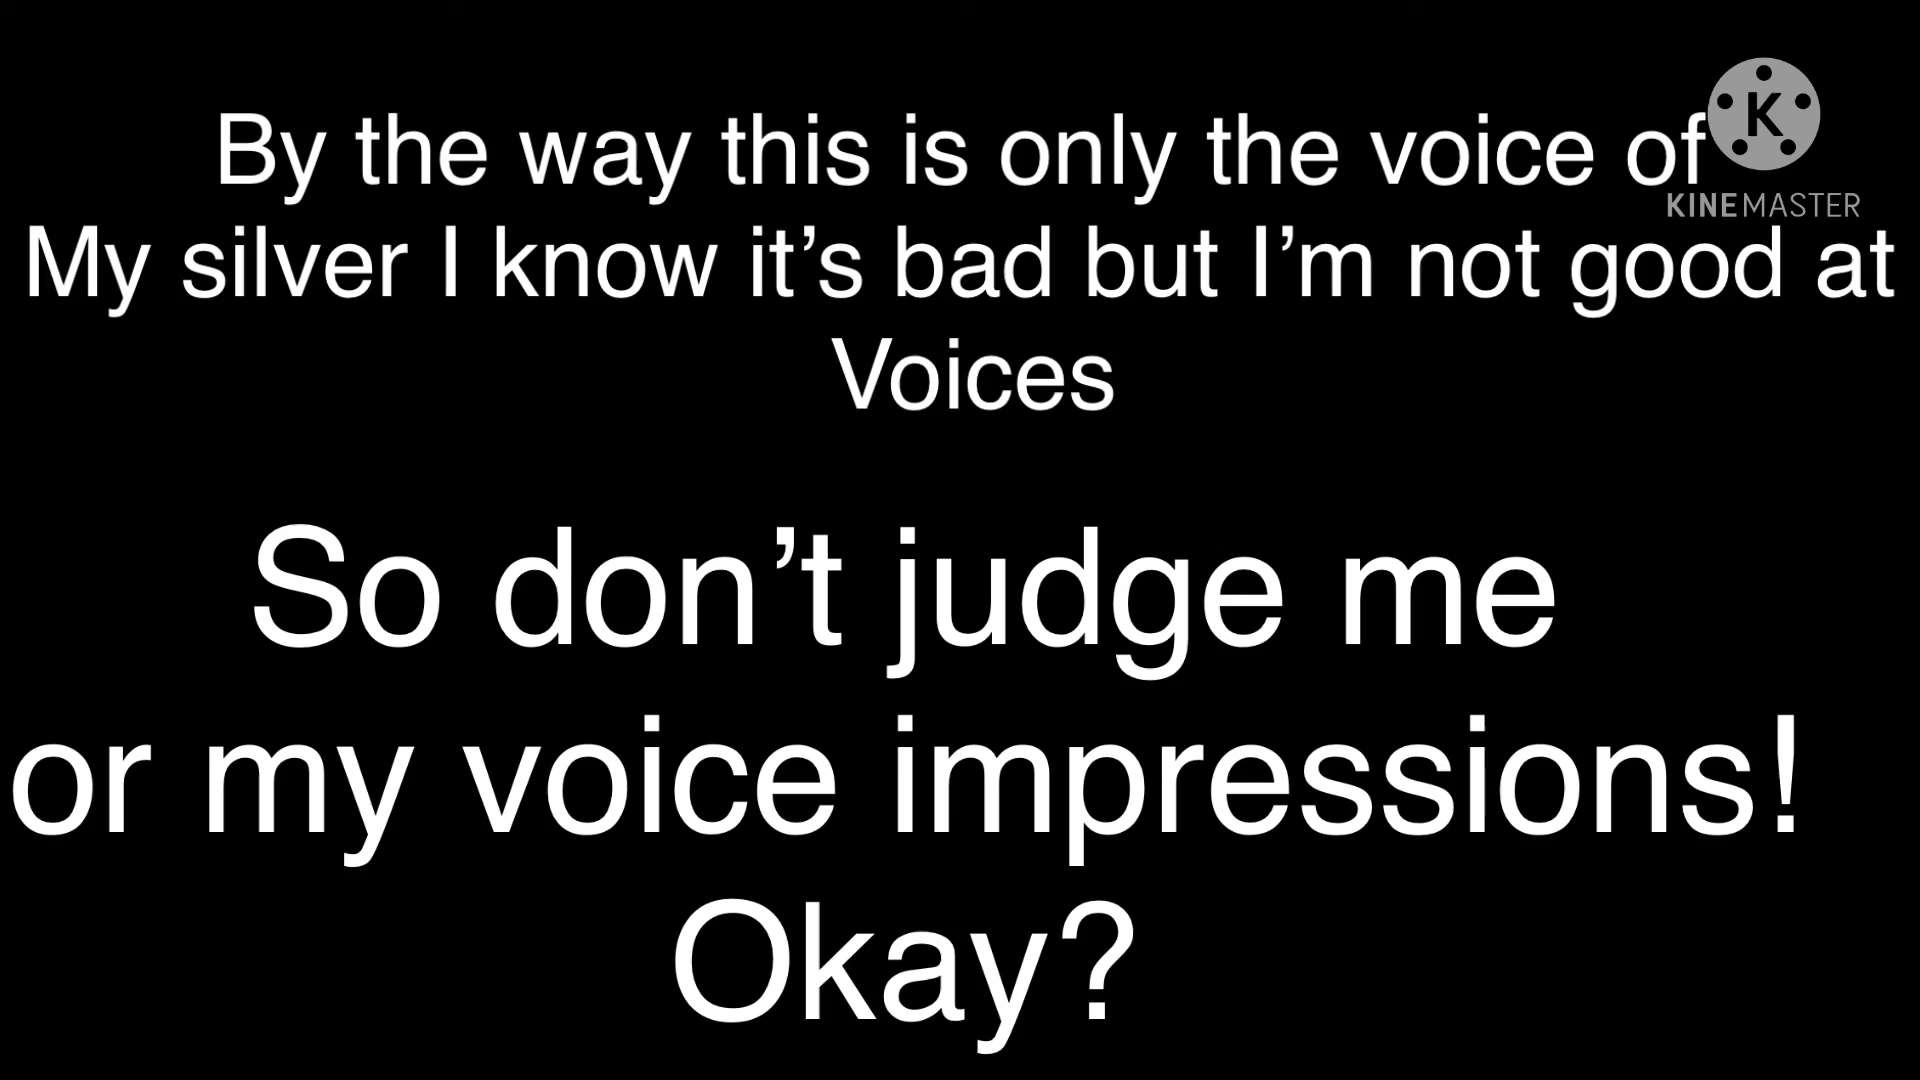 By the way this is only the voice of
K
KINEMASTER
My silver I know it’s bad but I’m not good at
Voices
So don’t judge me
or my voice impressions!
Okay?